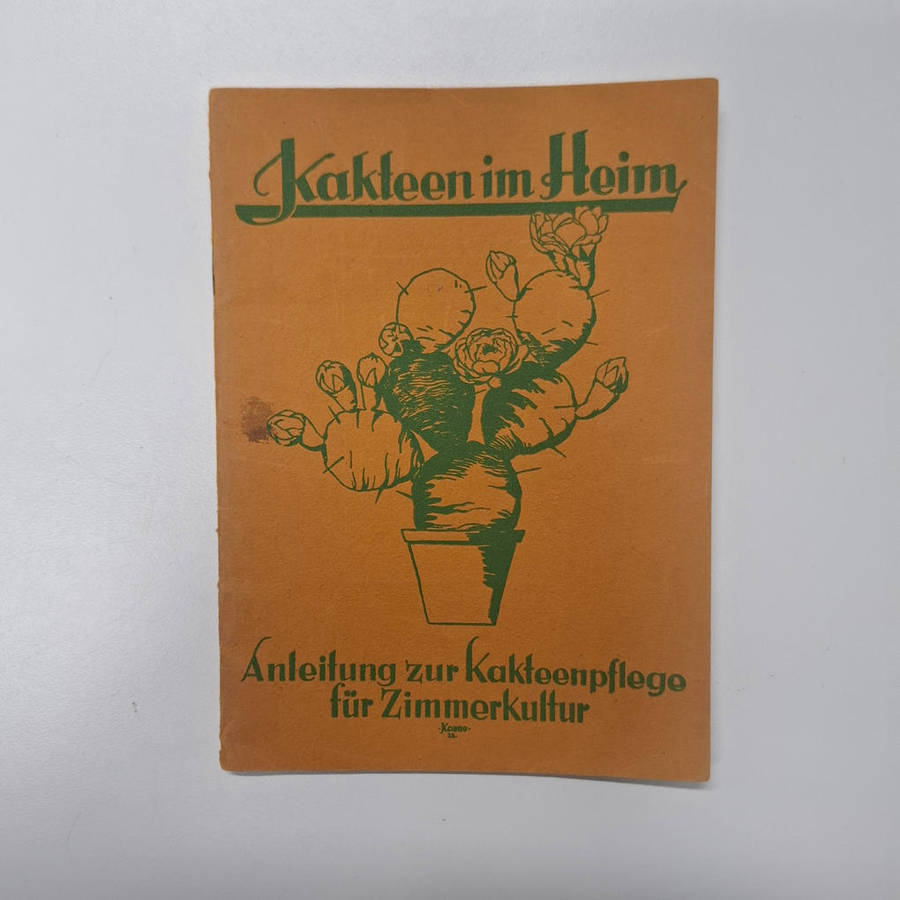 Kakteen im Heim
Anleitung zur Kakteenpflege
für Zimmerkultur